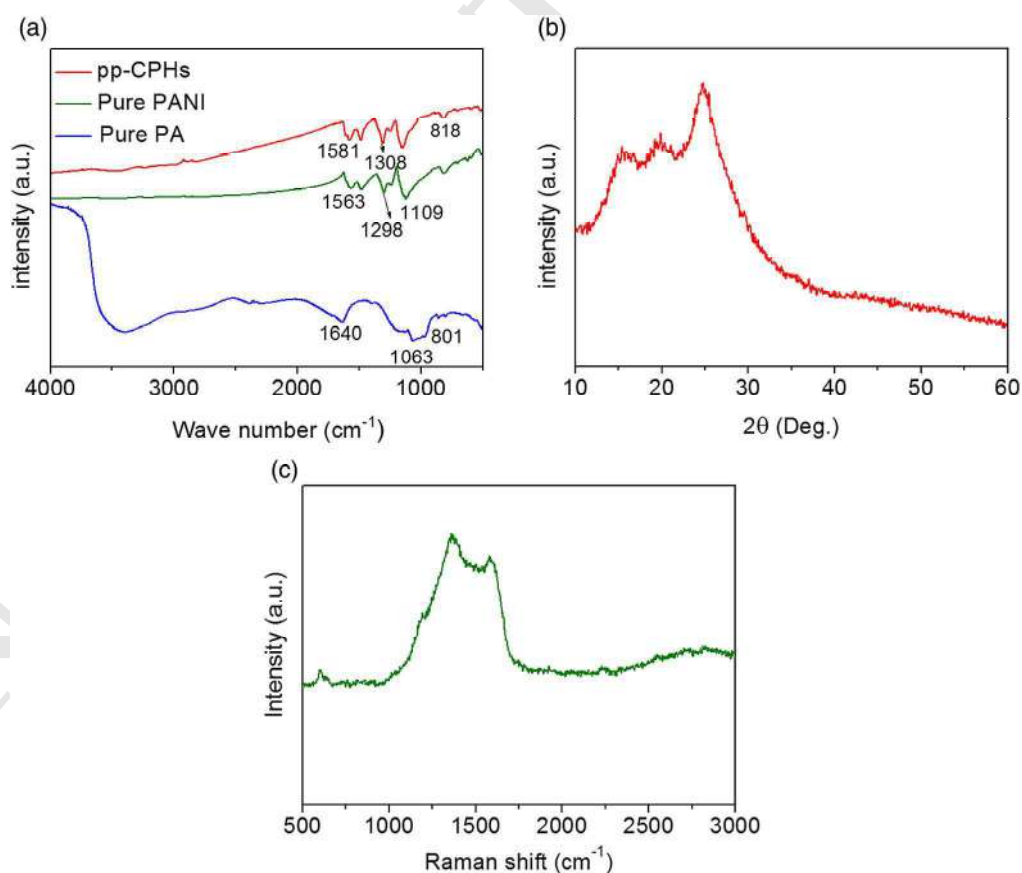 (a)
pp-CPHs
Pure PANI
Pure PA
1581
1308
818
1563
1298
1109
1640
1063
801
intensity (a.u.)
4000 3000 2000 1000
Wave number (cm⁻¹)
(b)
intensity (a.u.)
10 20 30 40 50 60
2θ (Deg.)
(c)
Intensity (a.u.)
500 1000 1500 2000 2500 3000
Raman shift (cm⁻¹)